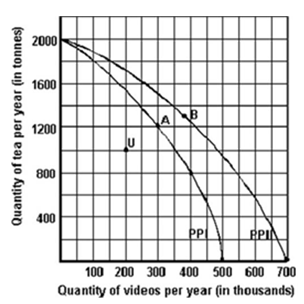 Quantity of tea per year (in tonnes)
2000
1600
1200
800
400
U
A
B
PPI
PPII
100 200 300 400 500 600 700
Quantity of videos per year (in thousands)